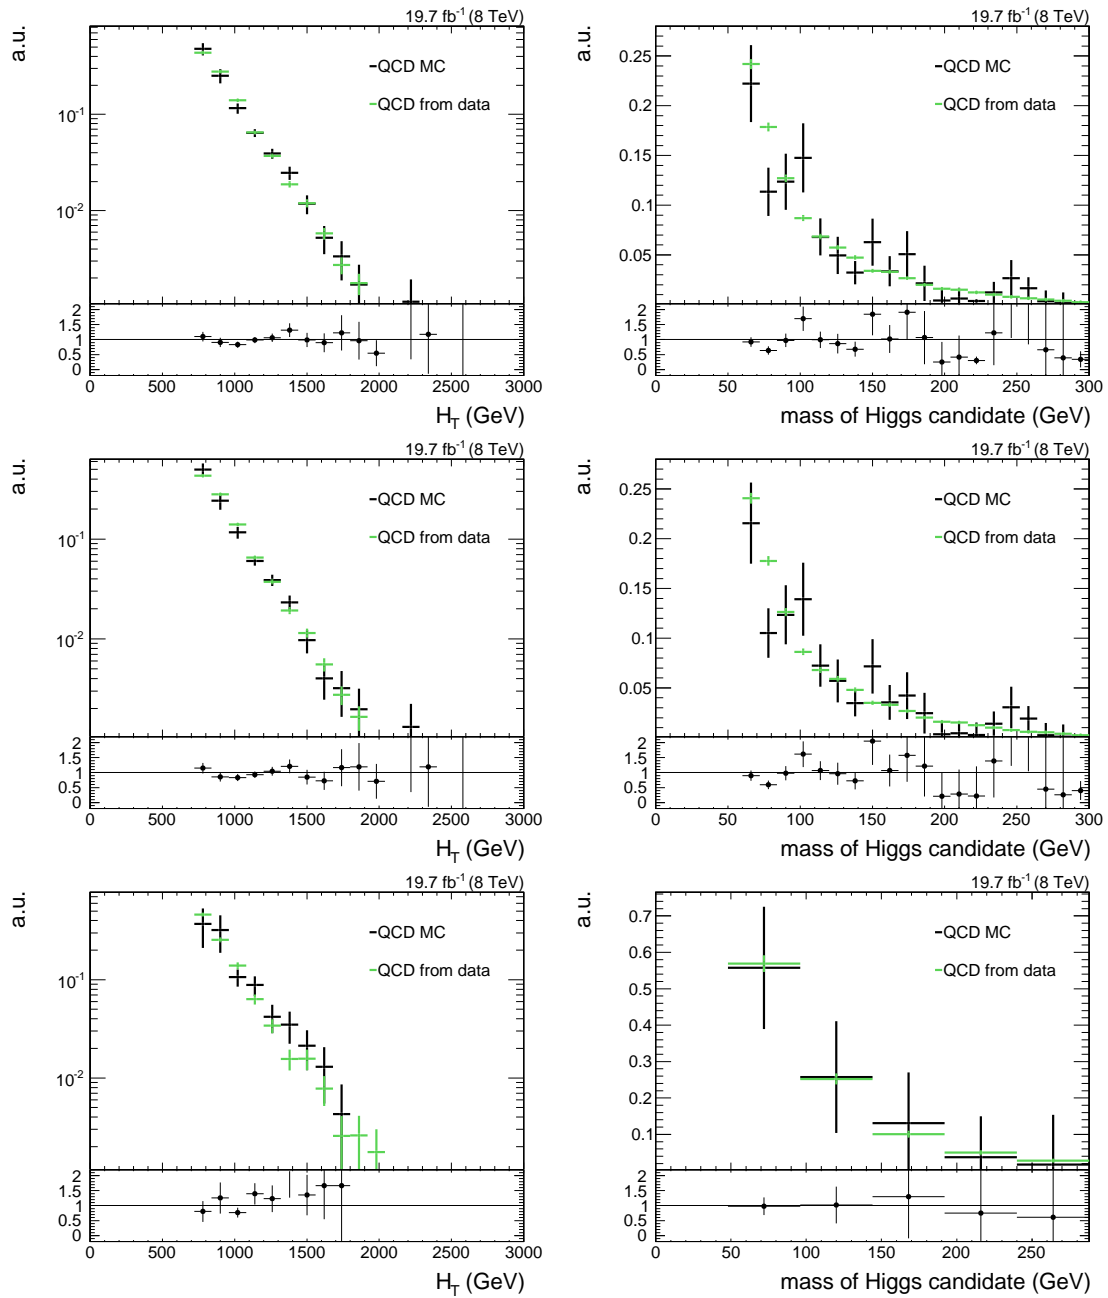 19.7 fb⁻¹ (8 TeV)
a.u.
QCD MC
QCD from data
10⁻¹
10⁻²
2
1.5
1
0.5
0
0 500 1000 1500 2000 2500 3000
H_T (GeV)
19.7 fb⁻¹ (8 TeV)
a.u.
0.25
QCD MC
0.2
QCD from data
0.15
0.1
0.05
2
1.5
1
0.5
0
0 50 100 150 200 250 300
mass of Higgs candidate (GeV)
19.7 fb⁻¹ (8 TeV)
a.u.
QCD MC
QCD from data
10⁻¹
10⁻²
2
1.5
1
0.5
0
0 500 1000 1500 2000 2500 3000
H_T (GeV)
19.7 fb⁻¹ (8 TeV)
a.u.
0.25
QCD MC
0.2
QCD from data
0.15
0.1
0.05
2
1.5
1
0.5
0
0 50 100 150 200 250 300
mass of Higgs candidate (GeV)
19.7 fb⁻¹ (8 TeV)
a.u.
QCD MC
QCD from data
10⁻¹
10⁻²
2
1.5
1
0.5
0
0 500 1000 1500 2000 2500 3000
H_T (GeV)
19.7 fb⁻¹ (8 TeV)
a.u.
0.7
QCD MC
0.6
QCD from data
0.5
0.4
0.3
0.2
0.1
2
1.5
1
0.5
0
0 50 100 150 200 250
mass of Higgs candidate (GeV)